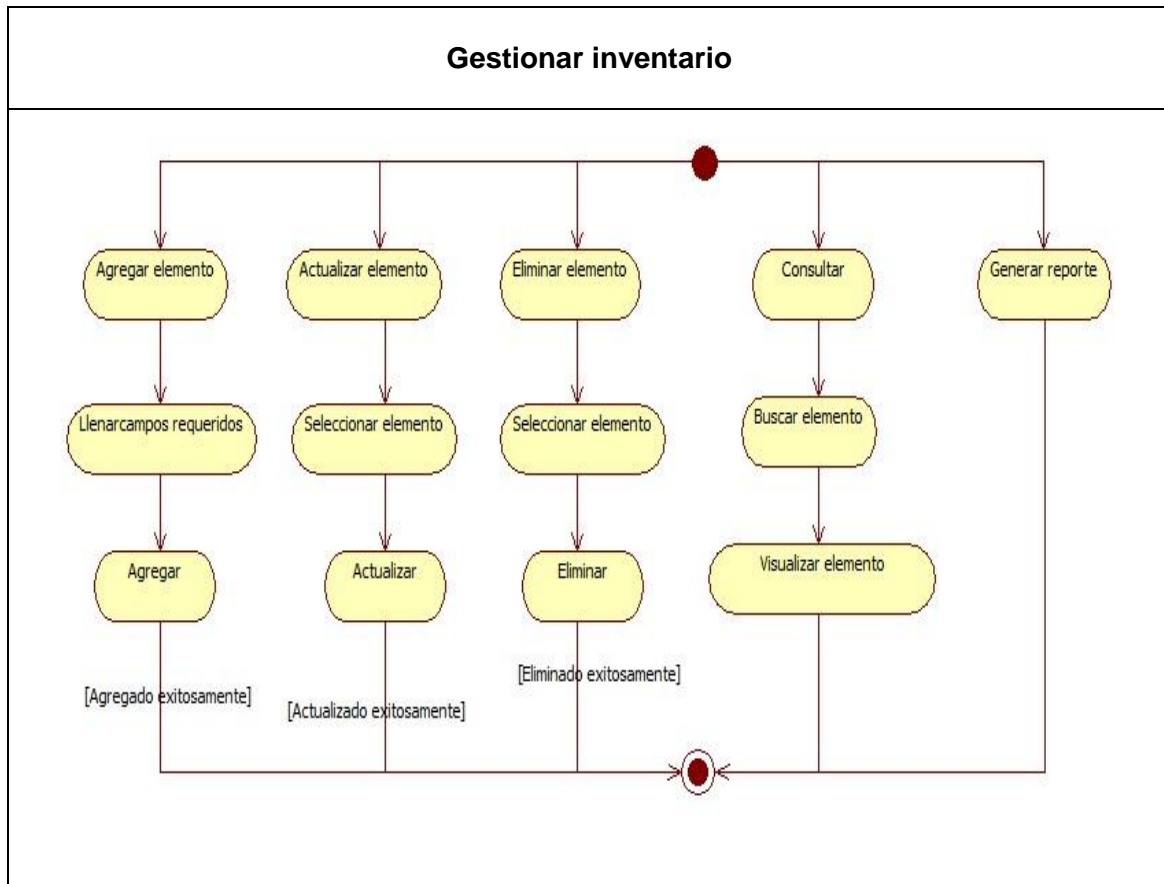 Gestionar inventario
Agregar elemento
Actualizar elemento
Eliminar elemento
Consultar
Generar reporte
Llenarcampos requeridos
Seleccionar elemento
Seleccionar elemento
Buscar elemento
Agregar
Actualizar
Eliminar
Visualizar elemento
[Agregado exitosamente]
[Actualizado exitosamente]
[Eliminado exitosamente]